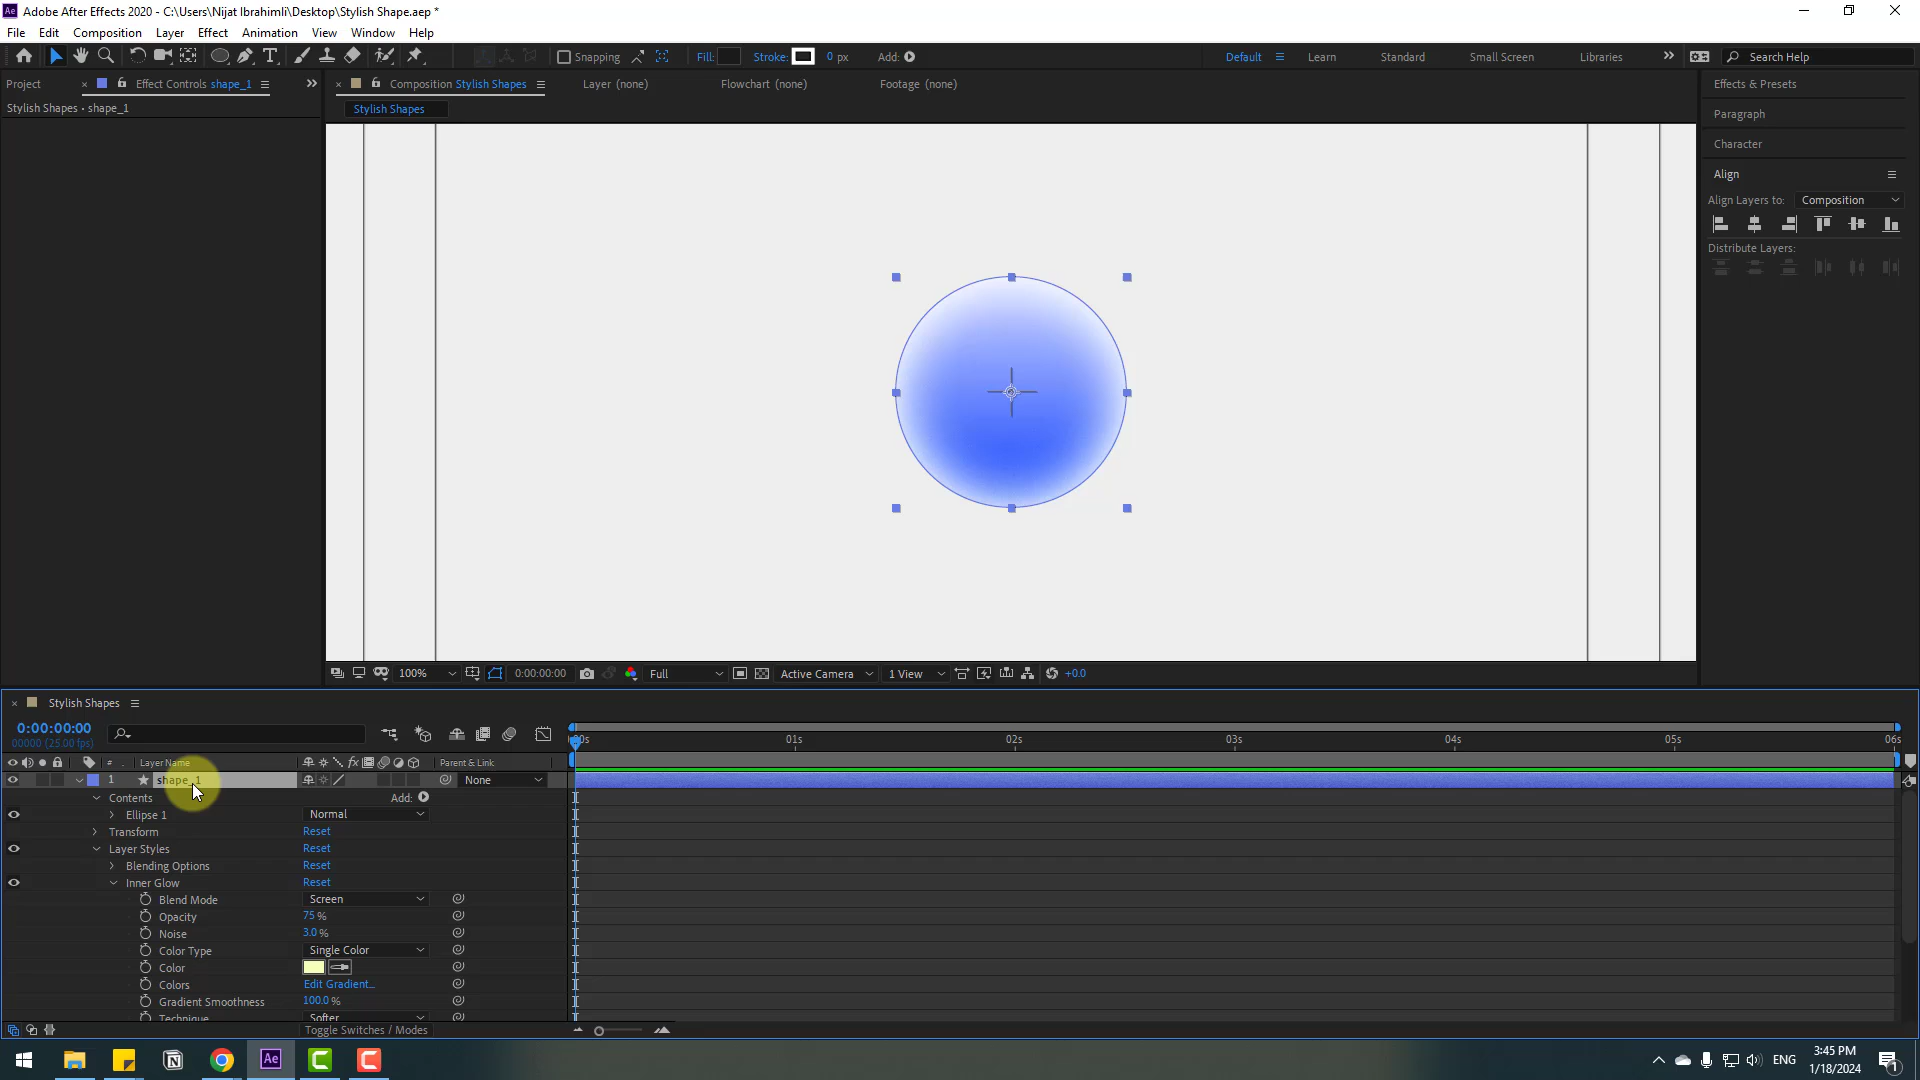 Adobe After Effects 2020 - C:\Users\Nijat Ibrahimli\Desktop\Stylish Shape.aep *
File Edit Composition Layer Effect Animation View Window Help
Snapping Fill: Stroke: 0 px Add: Default Learn Standard Small Screen Libraries Search Help
Project Effect Controls shape_1 Composition Stylish Shapes Layer (none) Flowchart (none) Footage (none) Effects & Presets
Stylish Shapes • shape_1 Stylish Shapes
Paragraph
Character
Align
Align Layers to: Composition
Distribute Layers:
100% 0:00:00:00 Full Active Camera 1 View +0.0
Stylish Shapes
0:00:00:00
00000 (25.00 fps)
00s 01s 02s 03s 04s 05s 06s
# Layer Name Parent & Link
1 shape_1 None
Contents Add:
Ellipse 1 Normal
Transform Reset
Layer Styles Reset
Blending Options Reset
Inner Glow Reset
Blend Mode Screen
Opacity 75 %
Noise 3.0 %
Color Type Single Color
Color
Colors Edit Gradient...
Gradient Smoothness 100.0 %
Technique Softer
Toggle Switches / Modes
Ae ENG 3:45 PM
1/18/2024 1